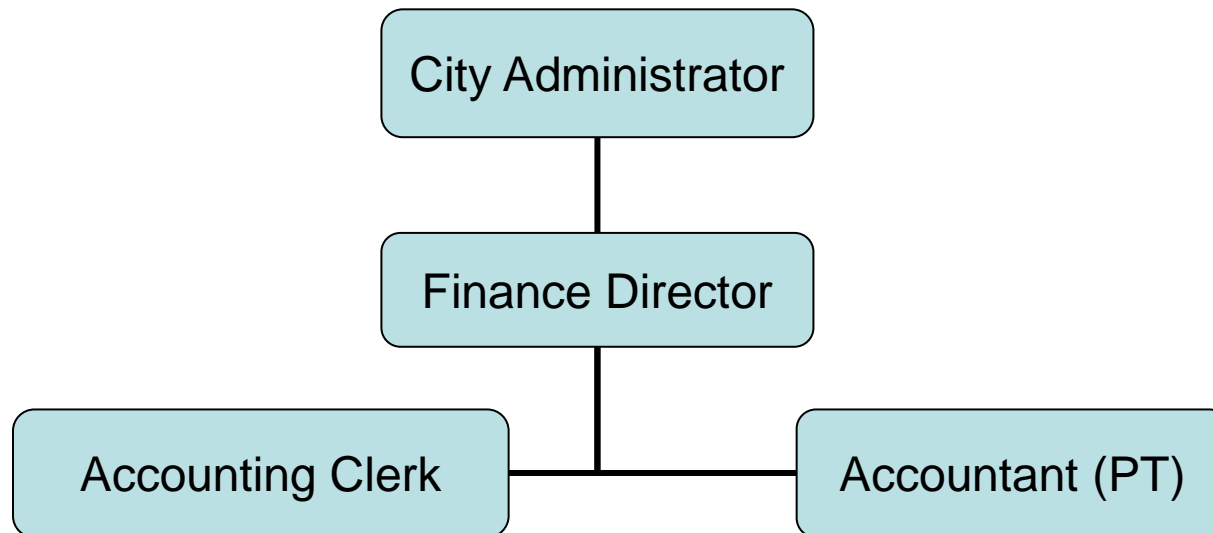 City Administrator
Finance Director
Accounting Clerk
Accountant (PT)